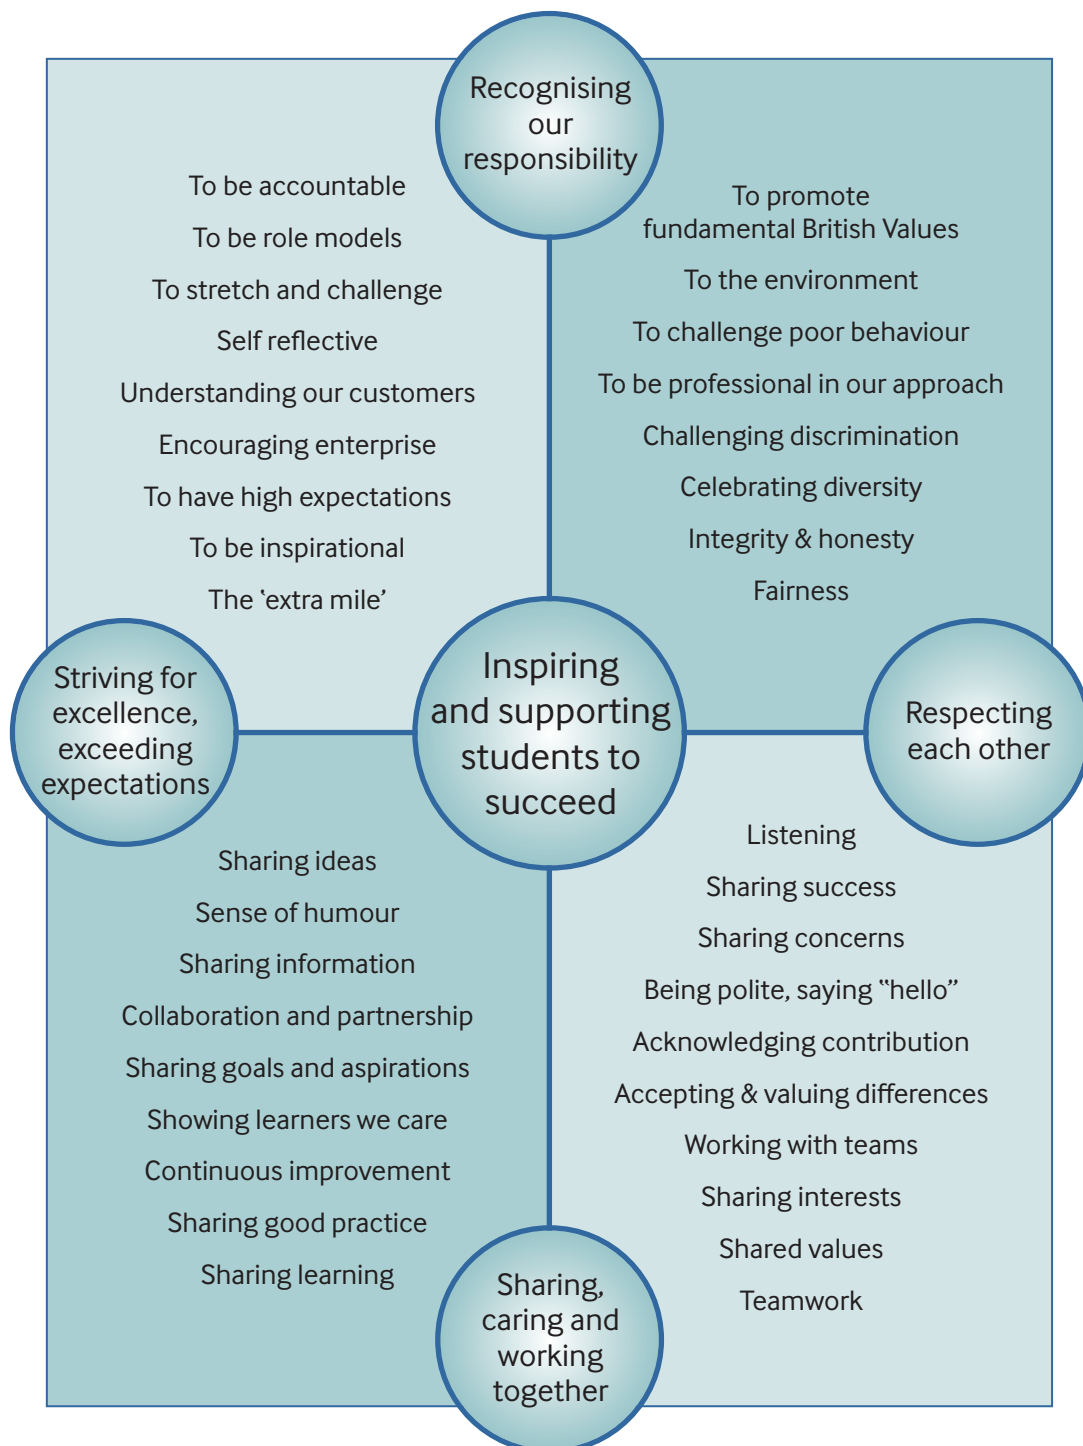 Recognising
our
responsibility
To be accountable
To be role models
To stretch and challenge
Self reflective
Understanding our customers
Encouraging enterprise
To have high expectations
To be inspirational
The ‘extra mile’
To promote
fundamental British Values
To the environment
To challenge poor behaviour
To be professional in our approach
Challenging discrimination
Celebrating diversity
Integrity & honesty
Fairness
Striving for
excellence,
exceeding
expectations
Inspiring
and supporting
students to
succeed
Respecting
each other
Sharing ideas
Sense of humour
Sharing information
Collaboration and partnership
Sharing goals and aspirations
Showing learners we care
Continuous improvement
Sharing good practice
Sharing learning
Listening
Sharing success
Sharing concerns
Being polite, saying “hello”
Acknowledging contribution
Accepting & valuing differences
Working with teams
Sharing interests
Shared values
Teamwork
Sharing,
caring and
working
together